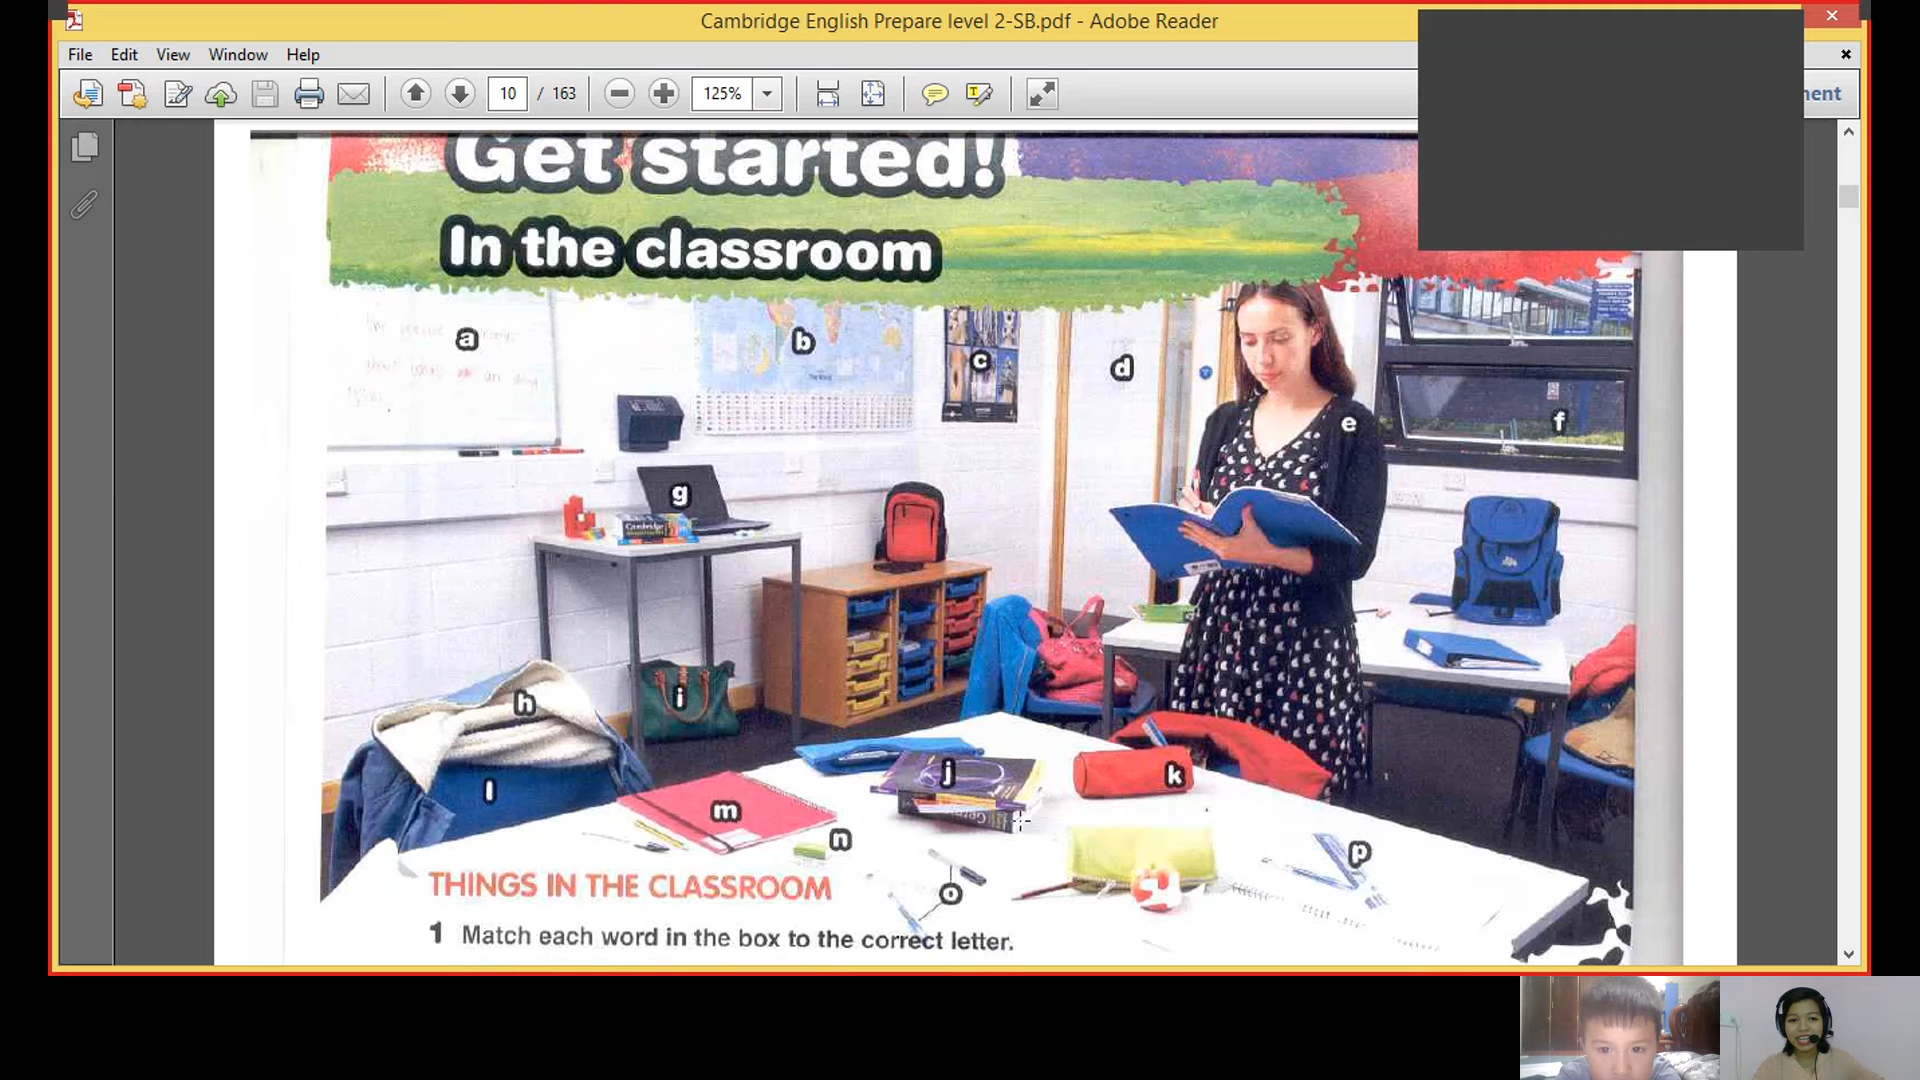 Cambridge English Prepare level 2-SB.pdf - Adobe Reader
File Edit View Window Help
10 / 163 125%
Get started!
In the classroom
a
b
c
d
e
f
g
Cambridge
h
i
j
k
l
m
n
o
p
THINGS IN THE CLASSROOM
1 Match each word in the box to the correct letter.